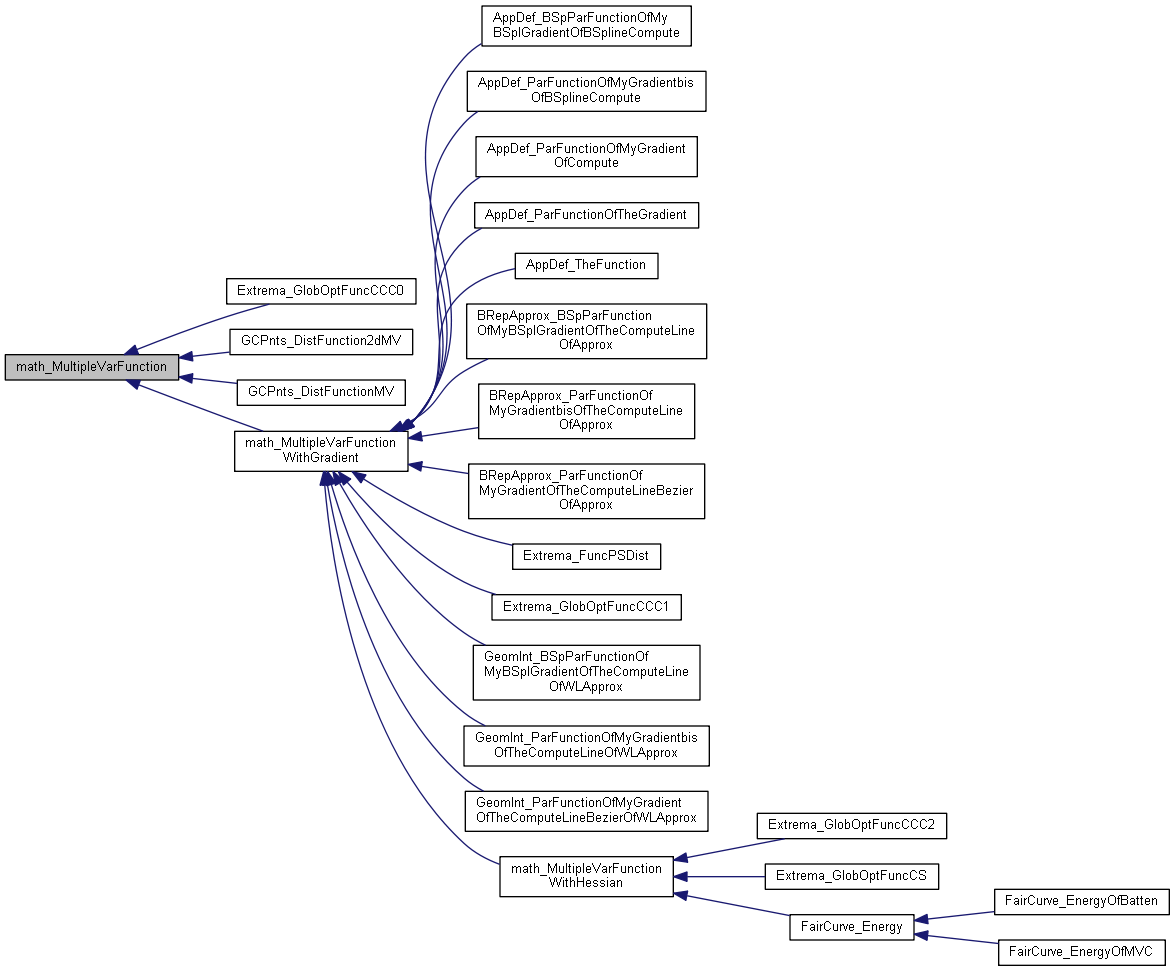 AppDef_BSpParFunctionOfMy
BSplGradientOfBSplineCompute
AppDef_ParFunctionOfMyGradientbis
OfBSplineCompute
AppDef_ParFunctionOfMyGradient
OfCompute
AppDef_ParFunctionOfTheGradient
AppDef_TheFunction
Extrema_GlobOptFuncCCC0
BRepApprox_BSpParFunction
OfMyBSplGradientOfTheComputeLine
OfApprox
GCPnts_DistFunction2dMV
math_MultipleVarFunction
GCPnts_DistFunctionMV
BRepApprox_ParFunctionOf
MyGradientbisOfTheComputeLine
OfApprox
math_MultipleVarFunction
WithGradient
BRepApprox_ParFunctionOf
MyGradientOfTheComputeLineBezier
OfApprox
Extrema_FuncPSDist
Extrema_GlobOptFuncCCC1
GeomInt_BSpParFunctionOf
MyBSplGradientOfTheComputeLine
OfWLApprox
GeomInt_ParFunctionOfMyGradientbis
OfTheComputeLineOfWLApprox
GeomInt_ParFunctionOfMyGradient
OfTheComputeLineBezierOfWLApprox
math_MultipleVarFunction
WithHessian
Extrema_GlobOptFuncCCC2
Extrema_GlobOptFuncCS
FairCurve_Energy
FairCurve_EnergyOfBatten
FairCurve_EnergyOfMVC